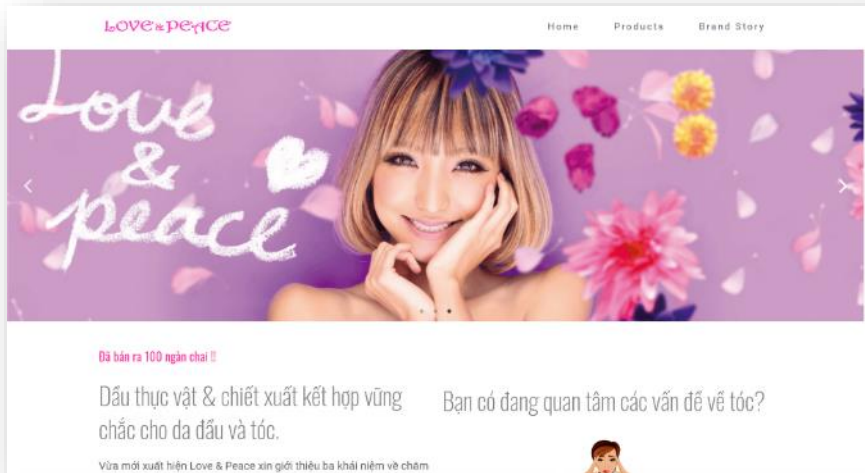 LOVE & PEACE
Home Products Brand Story
Love
&
peace
Đã bán ra 100 ngàn chai
Dầu thực vật & chiết xuất kết hợp vững
chắc cho da đầu và tóc.
Vừa mới xuất hiện Love & Peace xin giới thiệu ba khái niệm về chăm
Bạn có đang quan tâm các vấn đề về tóc?